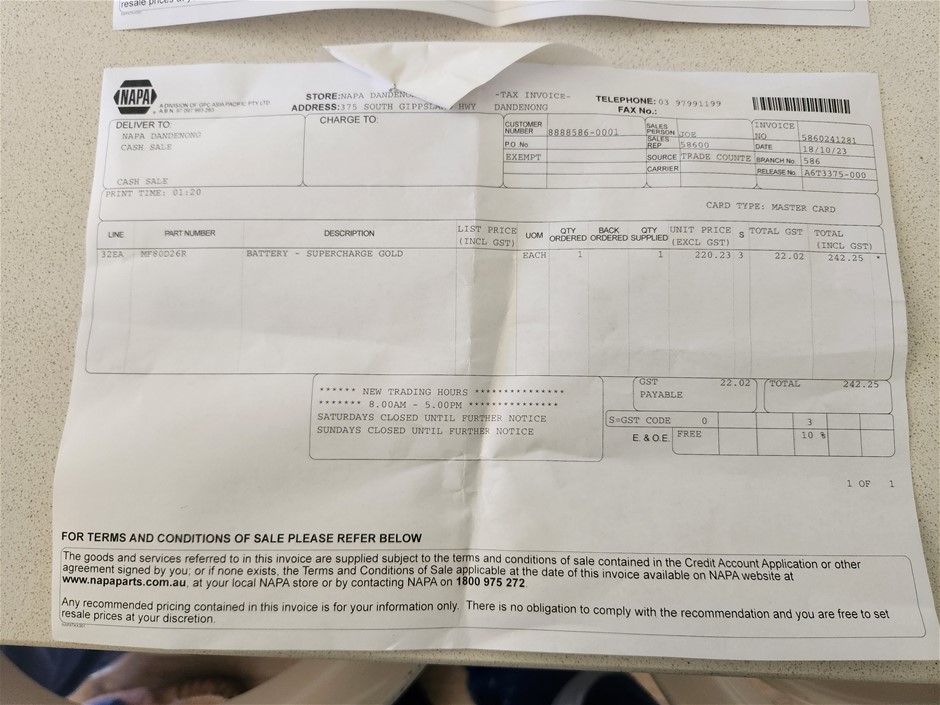 resale prices at y
NAPA
A DIVISION OF GPC ASIA PACIFIC PTY LTD
A.B.N. 97 097 993 283
STORE:NAPA DANDENO
-TAX INVOICE-
ADDRESS:375 SOUTH GIPPSLAND HWY DANDENONG
TELEPHONE: 03 97991199
FAX No.:
DELIVER TO:
NAPA DANDENONG
CASH SALE
CASH SALE
CHARGE TO:
CUSTOMER NUMBER 8888586-0001
P.O No
EXEMPT
SALES PERSON JOE
SALES REP 58600
SOURCE TRADE COUNTE
CARRIER
INVOICE NO 5860241281
DATE 18/10/23
BRANCH No. 586
RELEASE No. A6T3375-000
PRINT TIME: 01:20
CARD TYPE: MASTER CARD
LINE PART NUMBER DESCRIPTION LIST PRICE (INCL GST) UOM QTY ORDERED BACK ORDERED QTY SUPPLIED UNIT PRICE (EXCL GST) S TOTAL GST TOTAL (INCL GST)
32EA MF80D26R BATTERY - SUPERCHARGE GOLD EACH 1 1 220.23 3 22.02 242.25 *
GST PAYABLE 22.02
TOTAL 242.25
****** NEW TRADING HOURS ***************
******* 8.00AM - 5.00PM ***************
SATURDAYS CLOSED UNTIL FURTHER NOTICE
SUNDAYS CLOSED UNTIL FURTHER NOTICE
S=GST CODE 0 3
E. & O.E. FREE 10 %
1 OF 1
FOR TERMS AND CONDITIONS OF SALE PLEASE REFER BELOW
The goods and services referred to in this invoice are supplied subject to the terms and conditions of sale contained in the Credit Account Application or other
agreement signed by you; or if none exists, the Terms and Conditions of Sale applicable at the date of this invoice available on NAPA website at
www.napaparts.com.au, at your local NAPA store or by contacting NAPA on 1800 975 272.
Any recommended pricing contained in this invoice is for your information only. There is no obligation to comply with the recommendation and you are free to set
resale prices at your discretion.